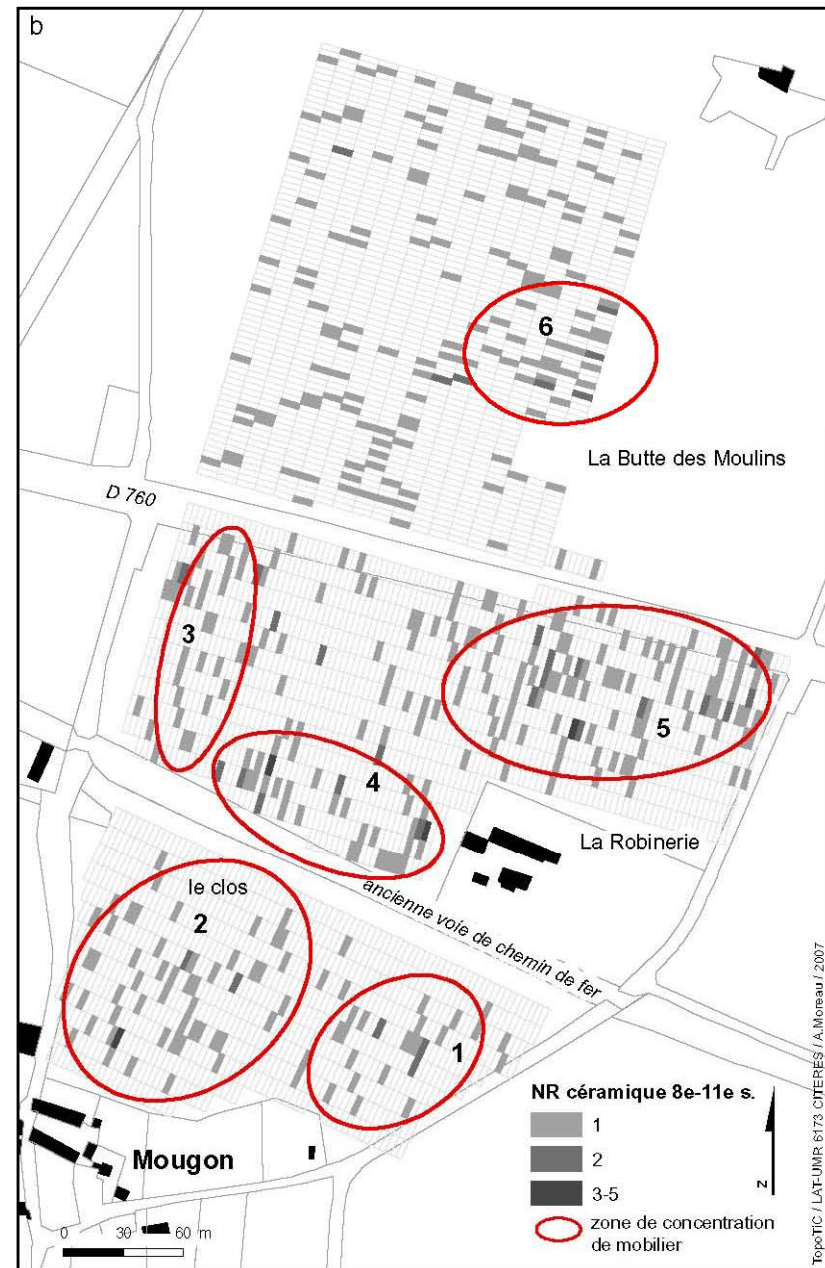 b
6
La Butte des Moulins
D 760
3
5
4
La Robinerie
ancienne voie de chemin de fer
le clos
2
1
Mougon
0 30 60 m
NR céramique 8e-11e s.
1
2
3-5
zone de concentration
de mobilier
N
TopoTiC / LAT-UMR 6173 CITERES / A.Moreau / 2007